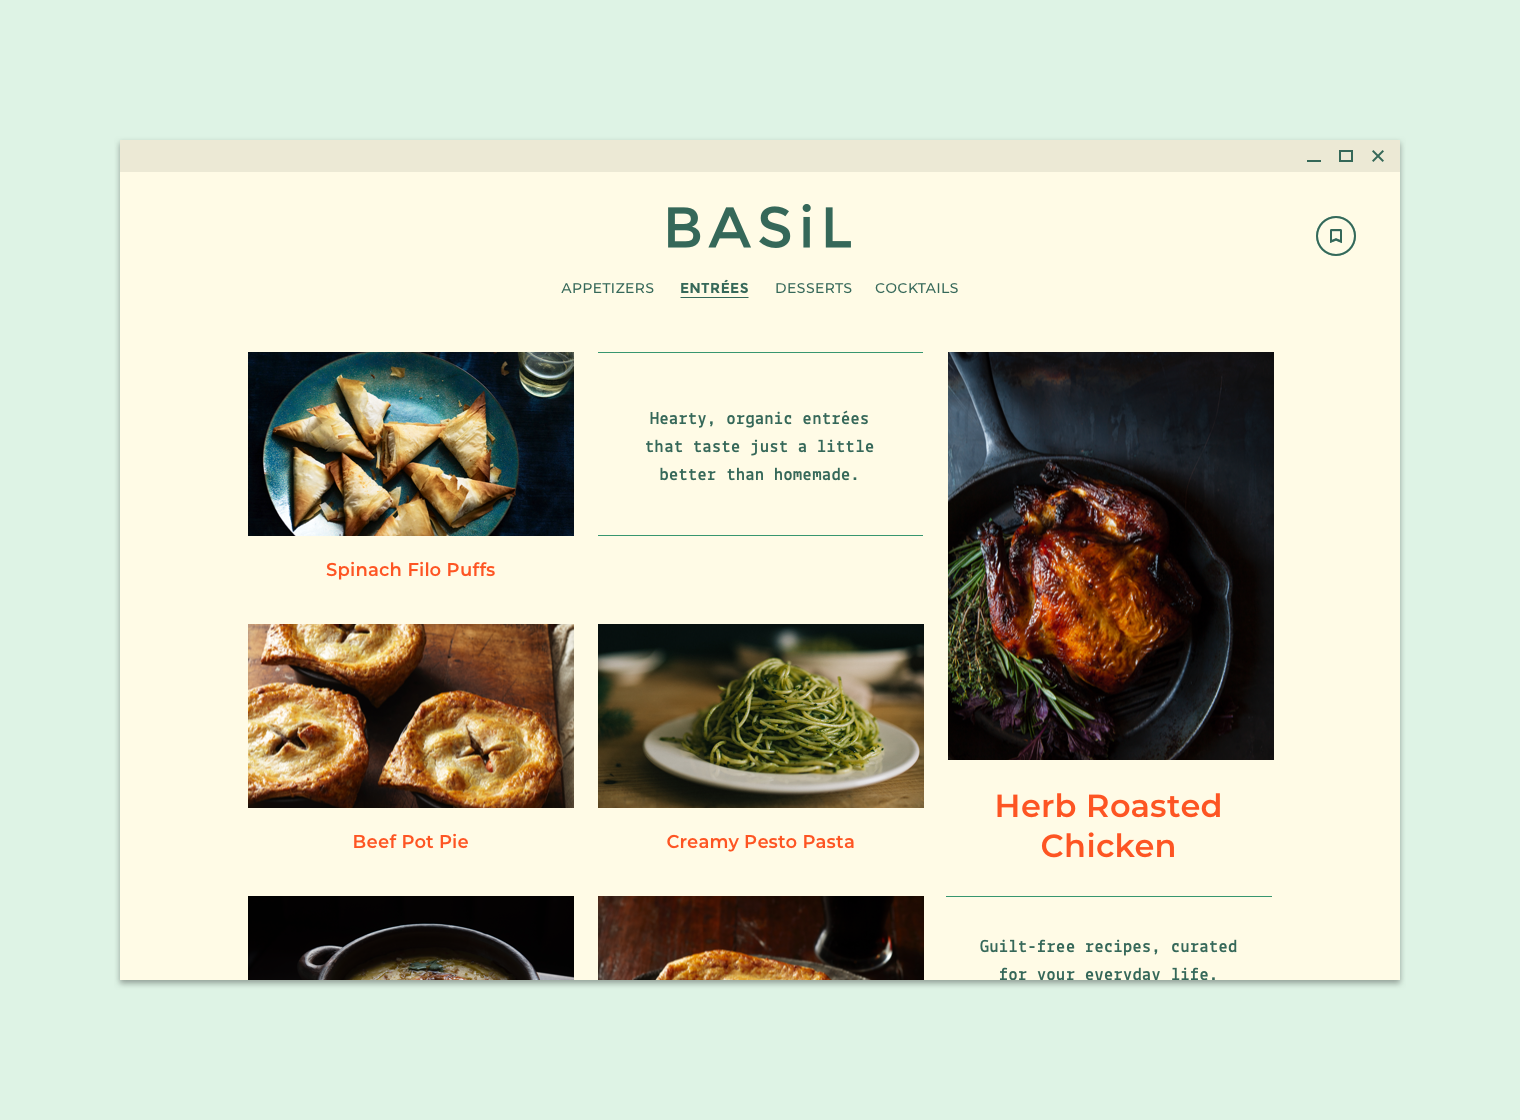 BASiL
APPETIZERS ENTRÉES DESSERTS COCKTAILS
Hearty, organic entrées
that taste just a little
better than homemade.
Spinach Filo Puffs
Beef Pot Pie
Creamy Pesto Pasta
Herb Roasted
Chicken
Guilt-free recipes, curated
for your everyday life.